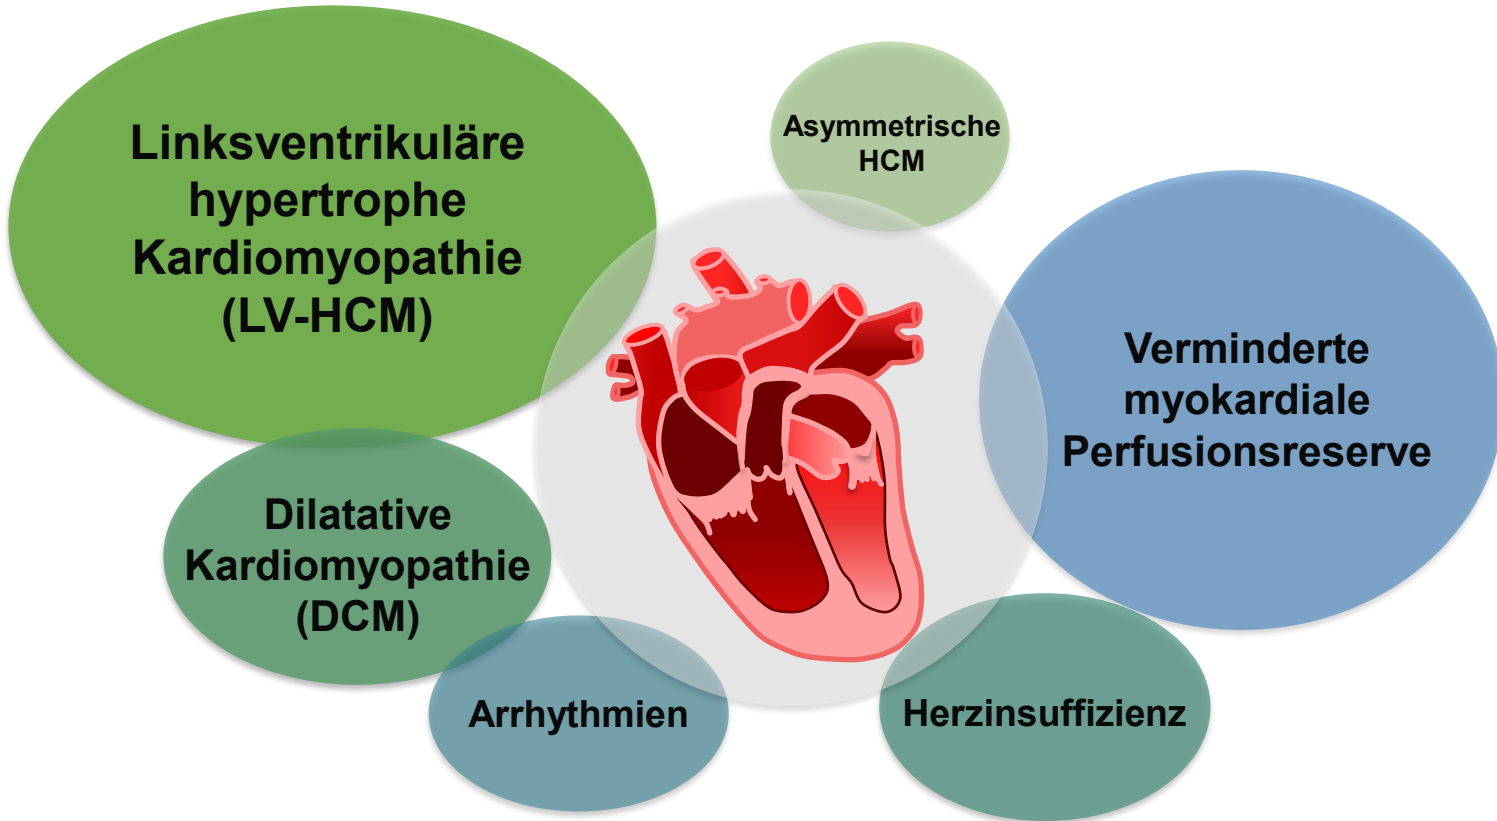 Linksventrikuläre
hypertrophe
Kardiomyopathie
(LV-HCM)
Asymmetrische
HCM
Verminderte
myokardiale
Perfusionsreserve
Dilatative
Kardiomyopathie
(DCM)
Arrhythmien
Herzinsuffizienz